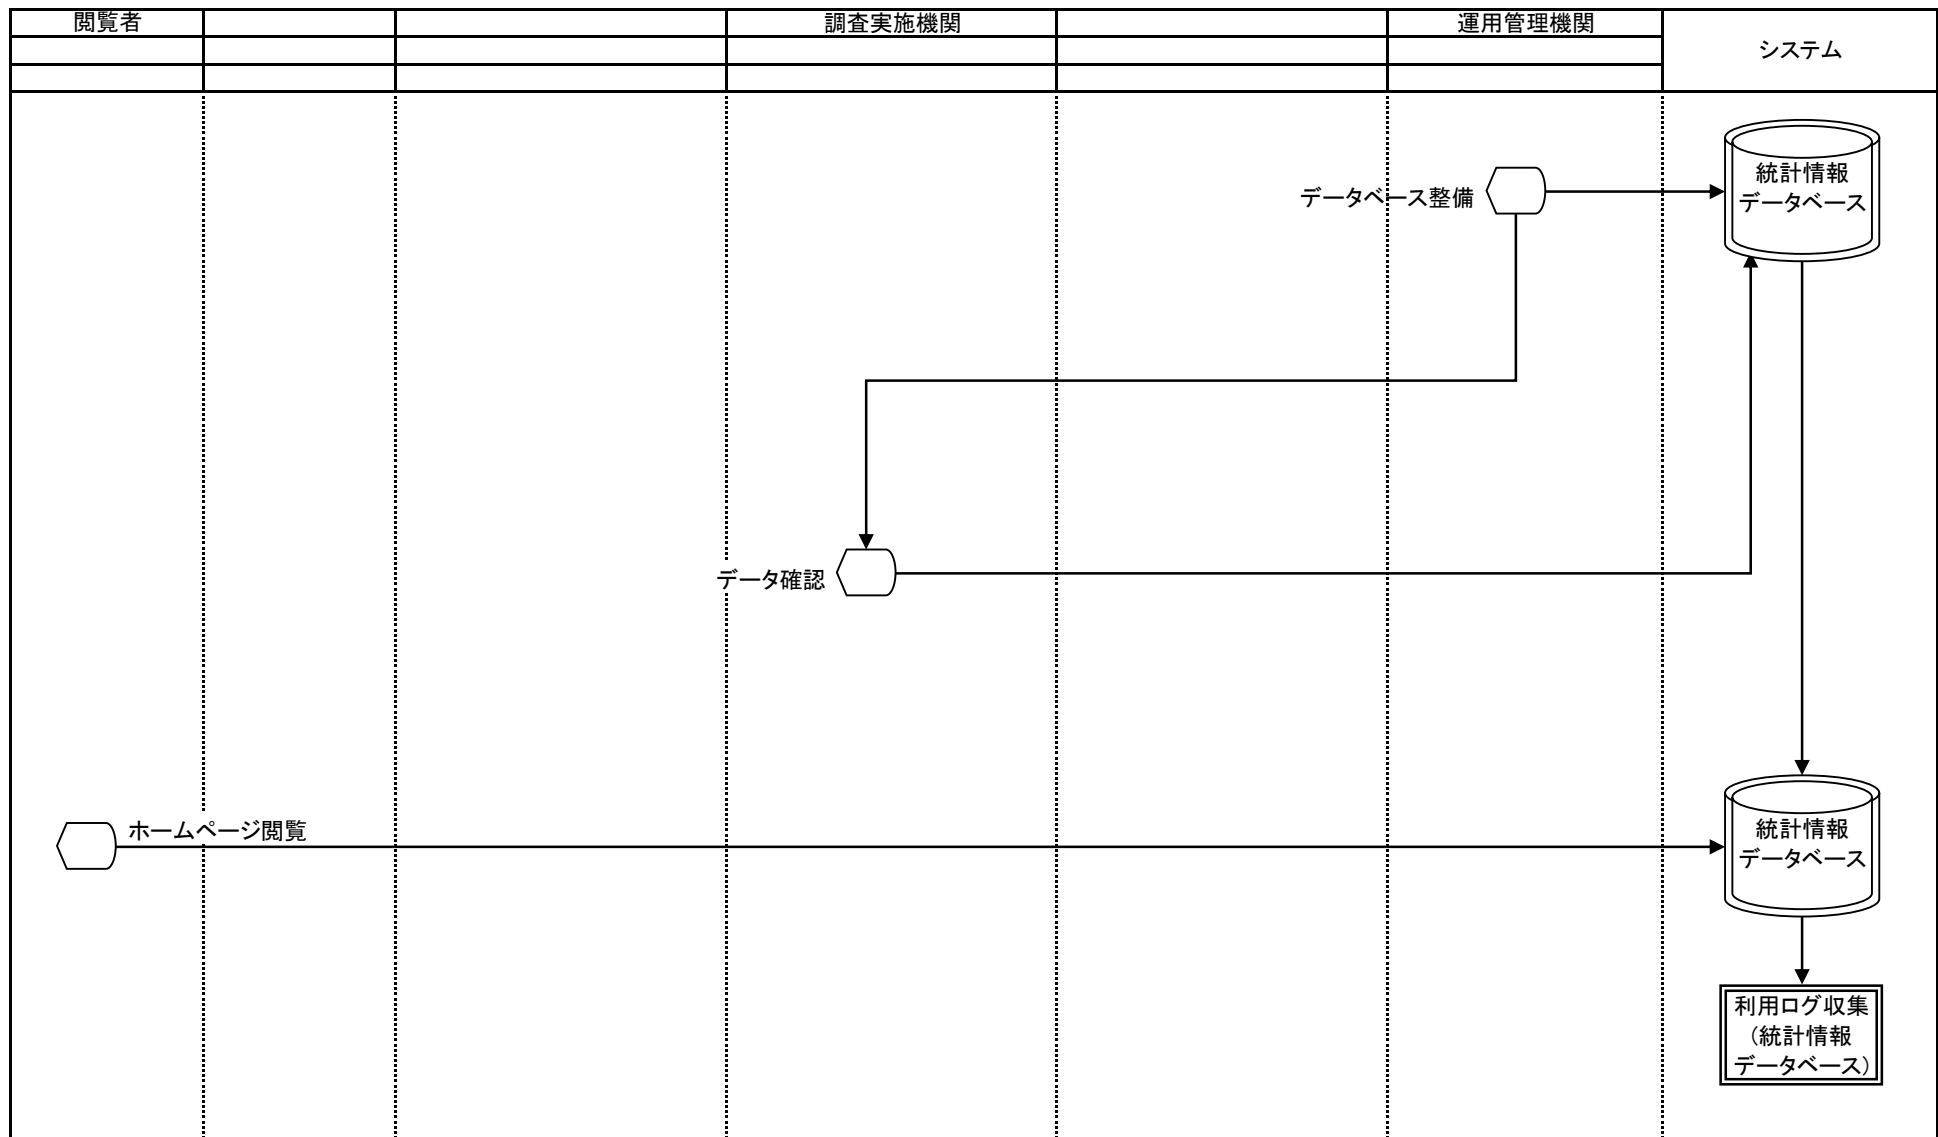 閲覧者
調査実施機関
運用管理機関
システム
統計情報
データベース
データベース整備
データ確認
ホームページ閲覧
統計情報
データベース
利用ログ収集
（統計情報
データベース）